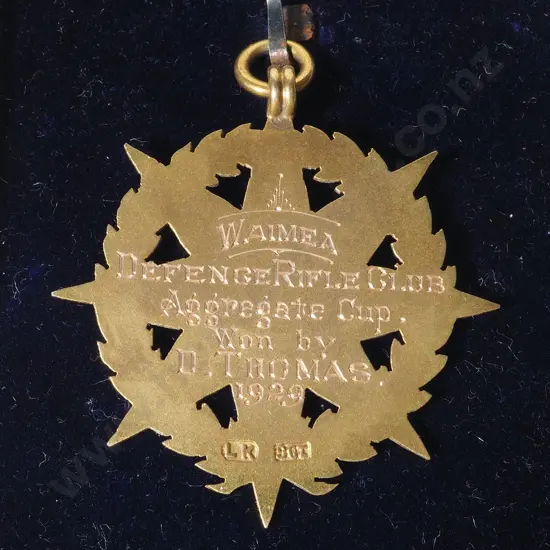 WAIMEA
DEFENCE RIFLE CLUB
Aggregate Cup.
Won by
D. THOMAS.
1929
LR 9CT